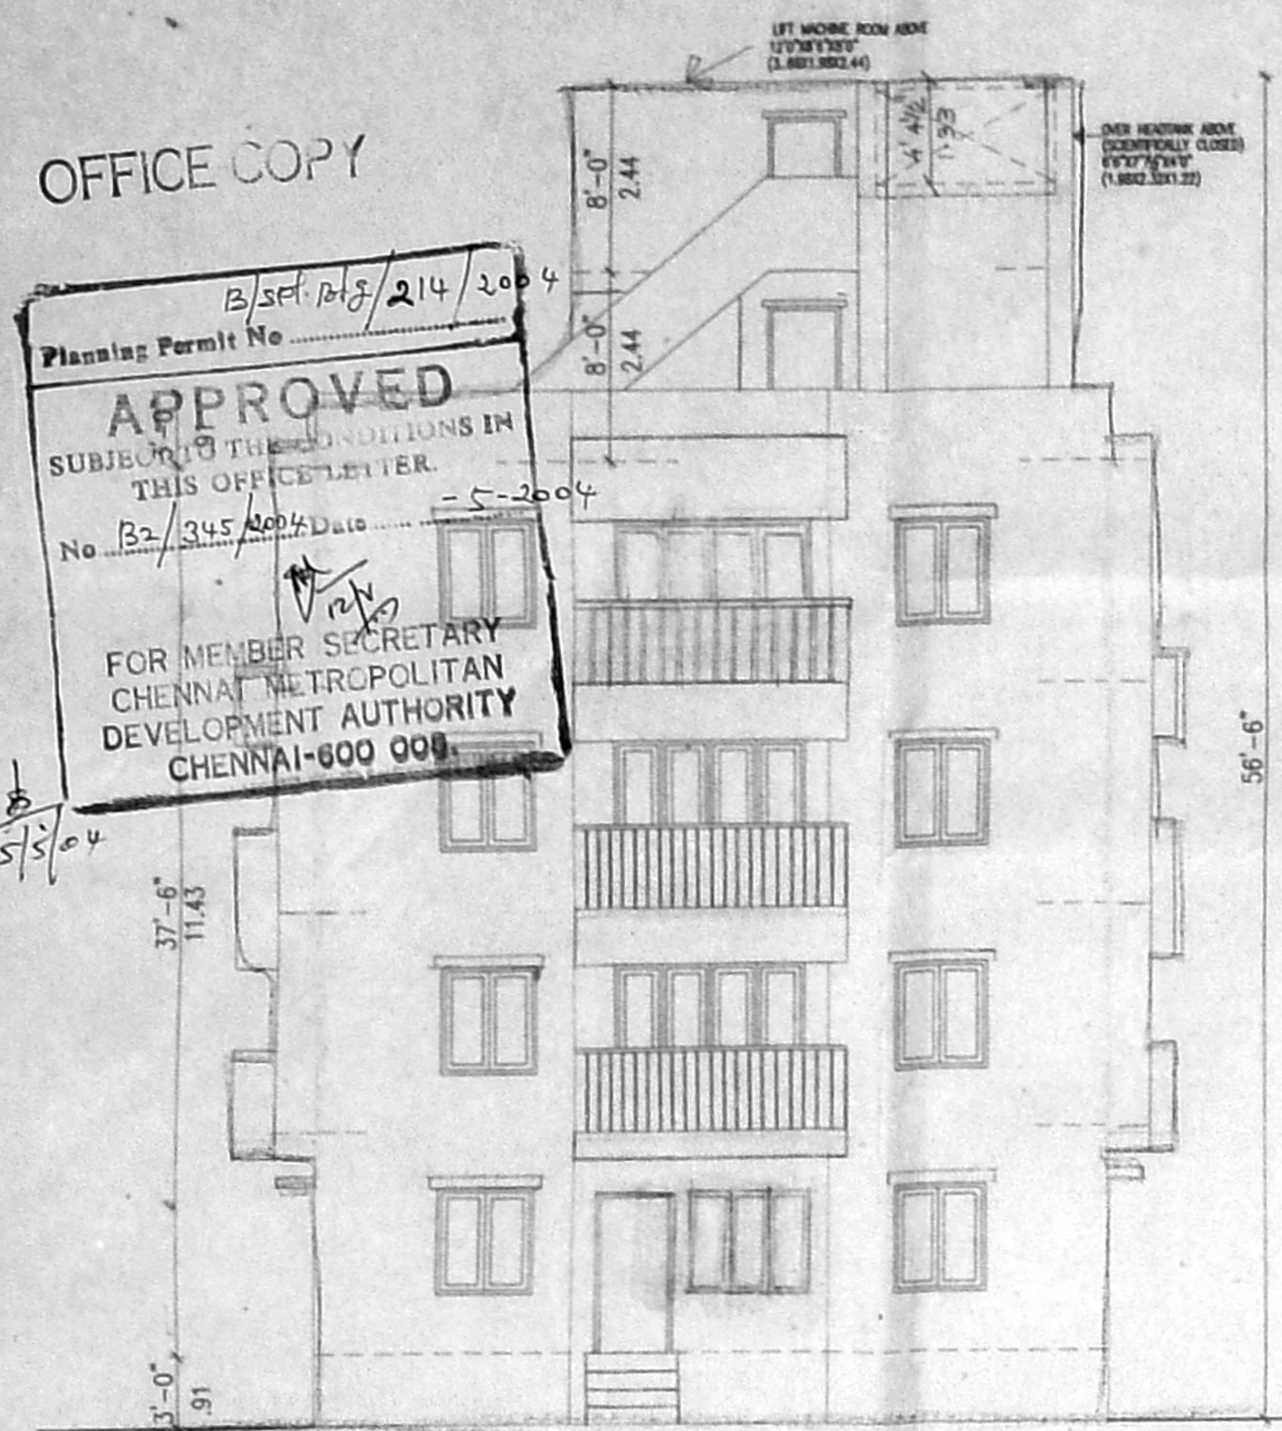 LIFT MACHINE ROOM ABOVE
OFFICE COPY
8'-0"
2.44
4' 4½"
1.33
OVER HEADTANK ABOVE
(SCIENTIFICALLY CLOSED)
8'-0"
2.44
B/ /214/2004
Planning Permit No
APPROVED
SUBJECT TO THE CONDITIONS IN
THIS OFFICE LETTER.
No B2/345/2004 Date -5-2004
12/V
FOR MEMBER SECRETARY
CHENNAI METROPOLITAN
DEVELOPMENT AUTHORITY
CHENNAI-600 008.
5/5/04
37'-6"
11.43
56'-6"
3'-0"
.91